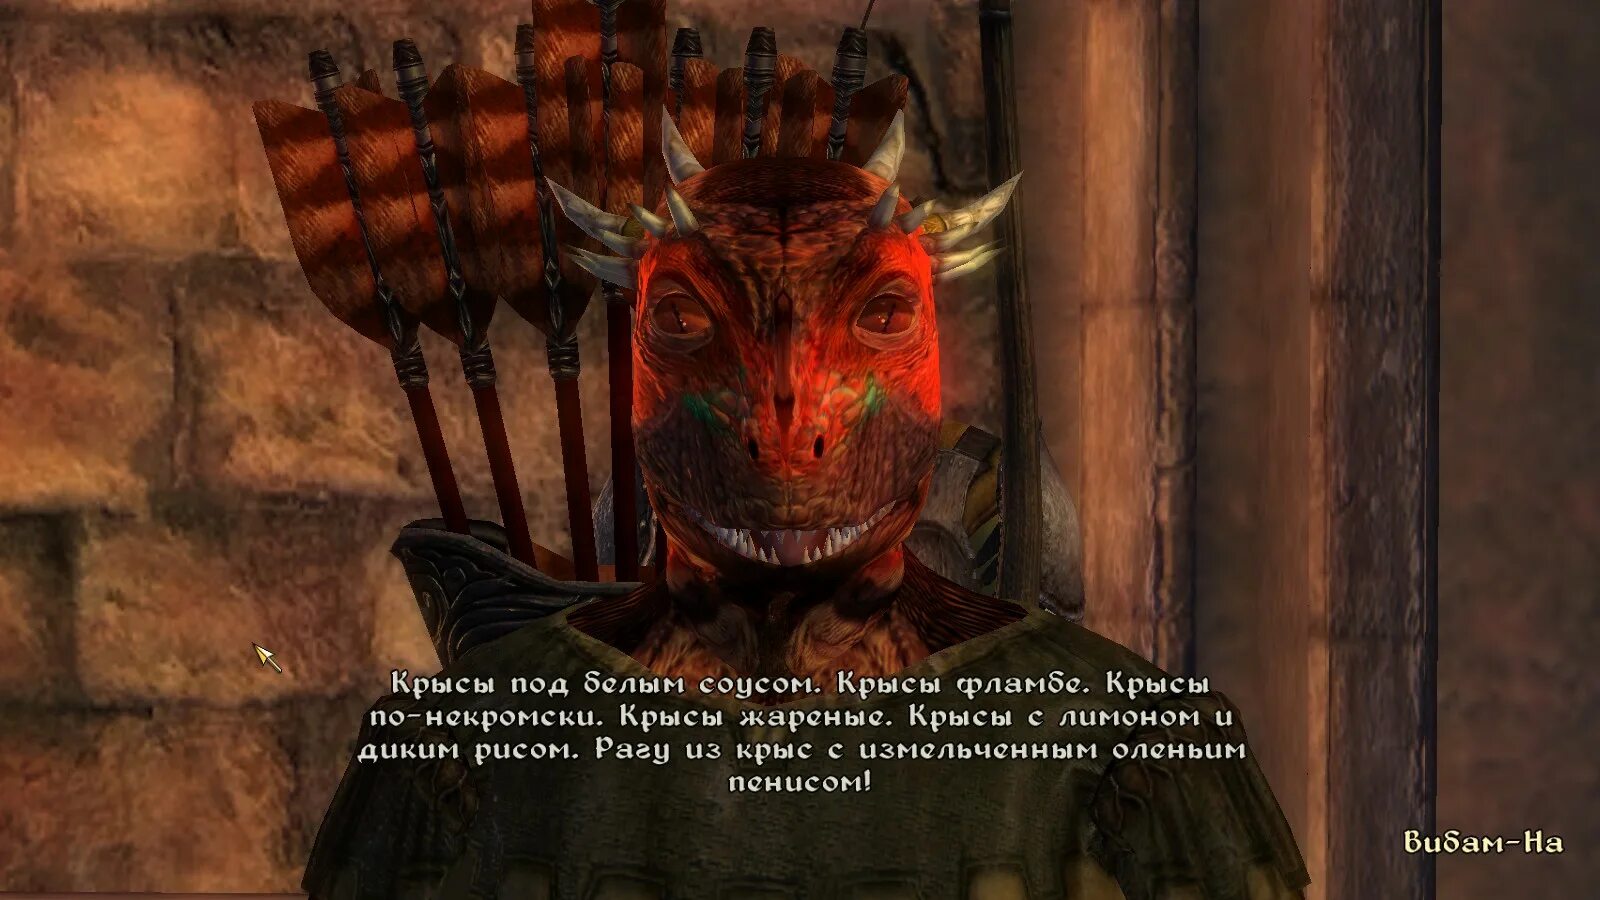 Крысы под белым соусом. Крысы фламбе. Крысы
по-некромски. Крысы жареные. Крысы с лимоном и
диким рисом. Рагу из крыс с измельченным оленьим
пенисом!
Вибам-На